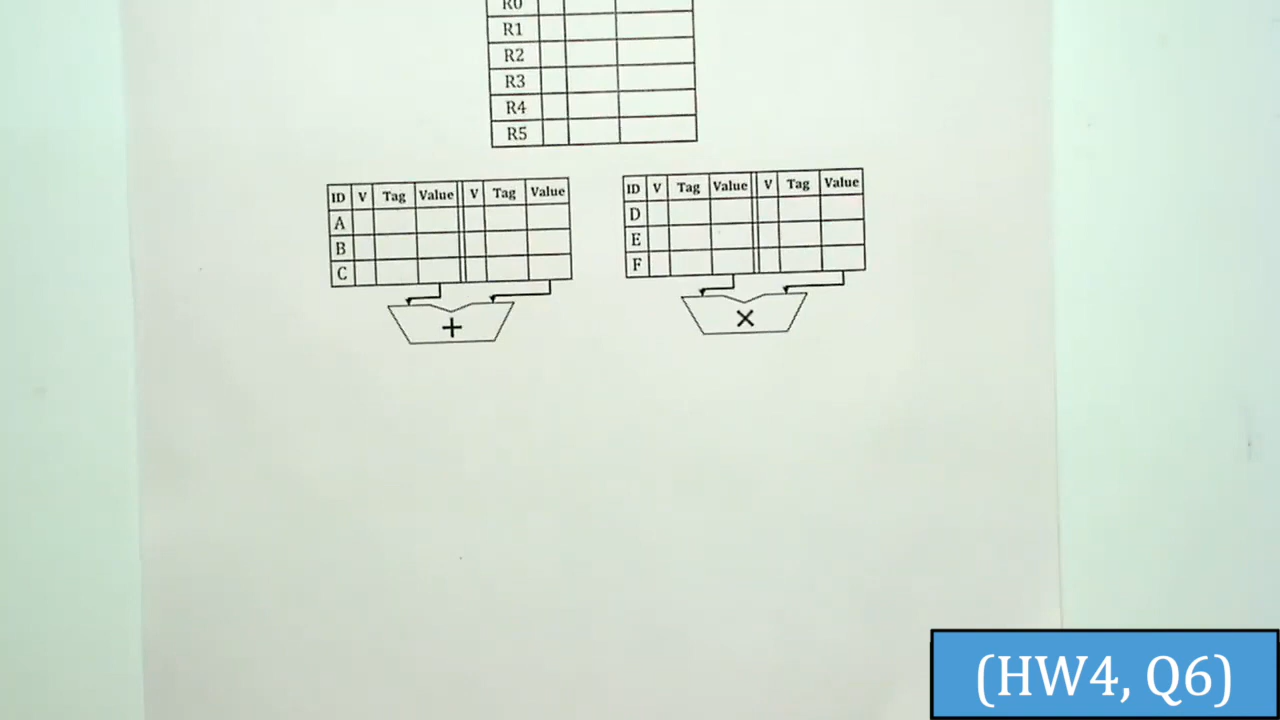 R0
R1
R2
R3
R4
R5
ID V Tag Value V Tag Value
A
B
C
+
ID V Tag Value V Tag Value
D
E
F
×
(HW4, Q6)